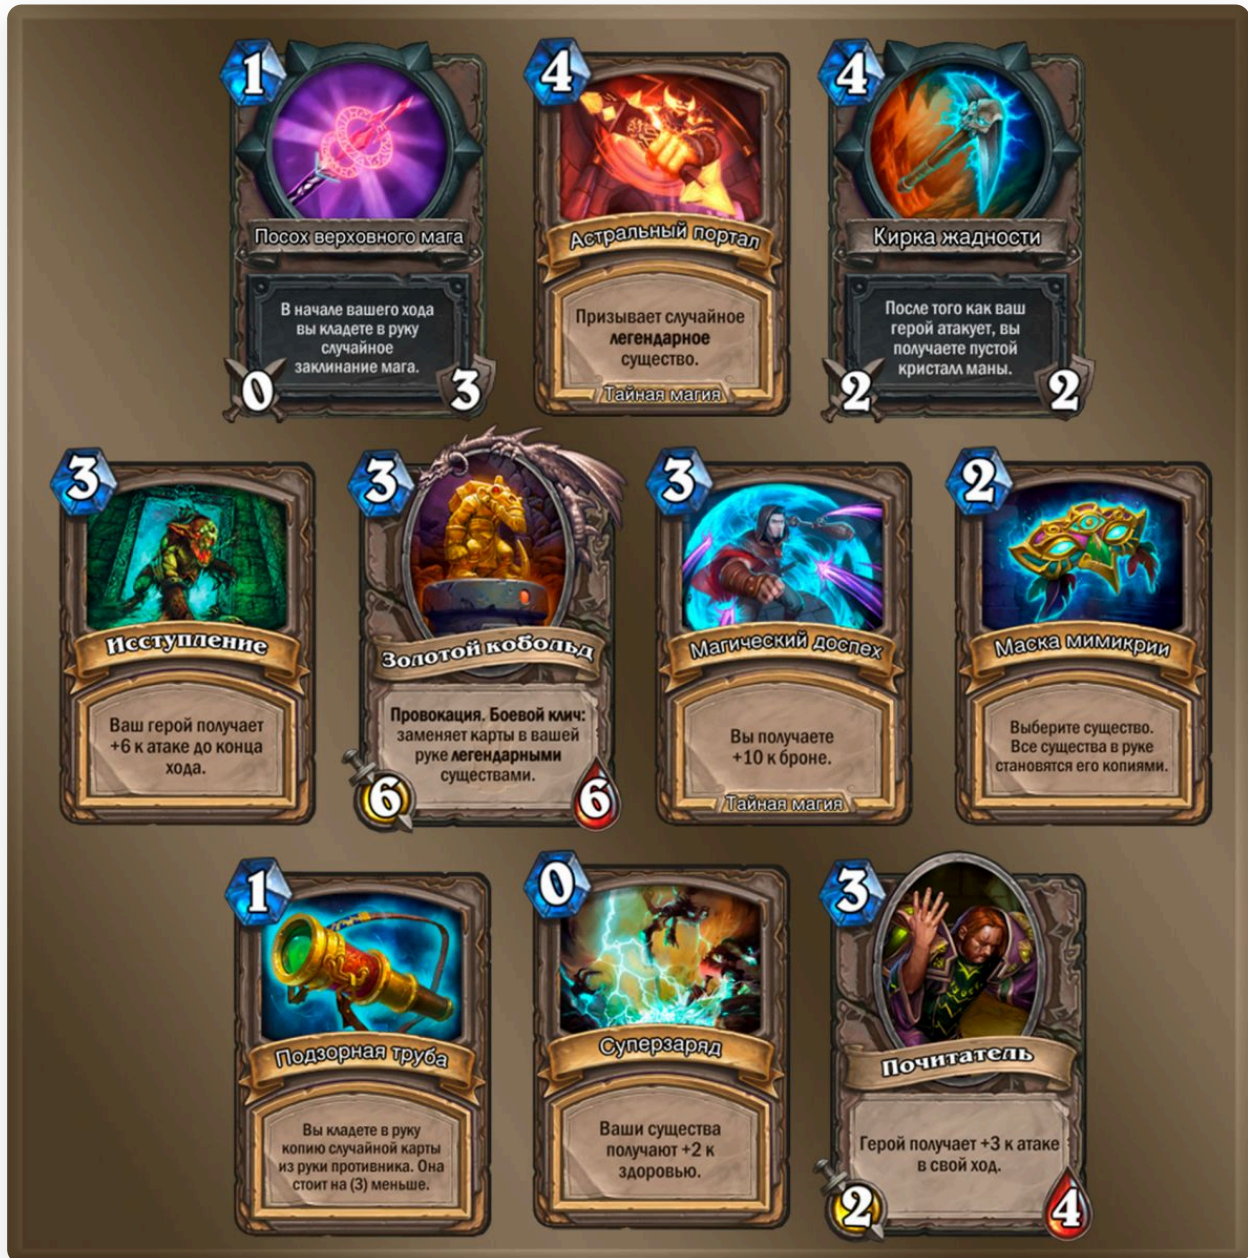 1
Посох верховного мага
В начале вашего хода
вы кладете в руку
случайное
заклинание мага.
0
3
4
Астральный портал
Призывает случайное
легендарное
существо.
Тайная магия
4
Кирка жадности
После того как ваш
герой атакует, вы
получаете пустой
кристалл маны.
2
2
3
Исступление
Ваш герой получает
+6 к атаке до конца
хода.
3
Золотой кобольд
Провокация. Боевой клич:
заменяет карты в вашей
руке легендарными
существами.
6
6
3
Магический доспех
Вы получаете
+10 к броне.
Тайная магия
2
Маска мимикрии
Выберите существо.
Все существа в руке
становятся его копиями.
1
Подзорная труба
Вы кладете в руку
копию случайной карты
из руки противника. Она
стоит на (3) меньше.
0
Суперзаряд
Ваши существа
получают +2 к
здоровью.
3
Почитатель
Герой получает +3 к атаке
в свой ход.
2
4